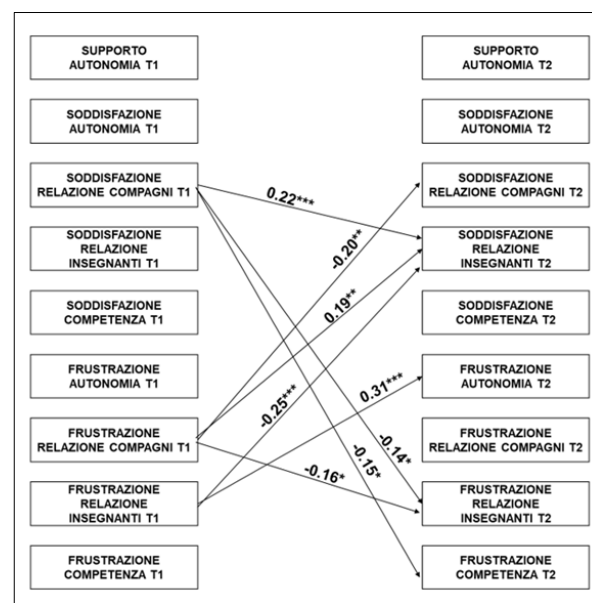 SUPPORTO
AUTONOMIA T1
SUPPORTO
AUTONOMIA T2
SODDISFAZIONE
AUTONOMIA T1
SODDISFAZIONE
AUTONOMIA T2
SODDISFAZIONE
RELAZIONE COMPAGNI T1
0.22***
SODDISFAZIONE
RELAZIONE COMPAGNI T2
-0.20**
SODDISFAZIONE
RELAZIONE
INSEGNANTI T1
SODDISFAZIONE
RELAZIONE
INSEGNANTI T2
0.19**
SODDISFAZIONE
COMPETENZA T1
SODDISFAZIONE
COMPETENZA T2
FRUSTRAZIONE
AUTONOMIA T1
-0.25***
0.31***
FRUSTRAZIONE
AUTONOMIA T2
FRUSTRAZIONE
RELAZIONE COMPAGNI T1
-0.15*
-0.14*
FRUSTRAZIONE
RELAZIONE COMPAGNI T2
-0.16*
FRUSTRAZIONE
RELAZIONE
INSEGNANTI T1
FRUSTRAZIONE
RELAZIONE
INSEGNANTI T2
FRUSTRAZIONE
COMPETENZA T1
FRUSTRAZIONE
COMPETENZA T2